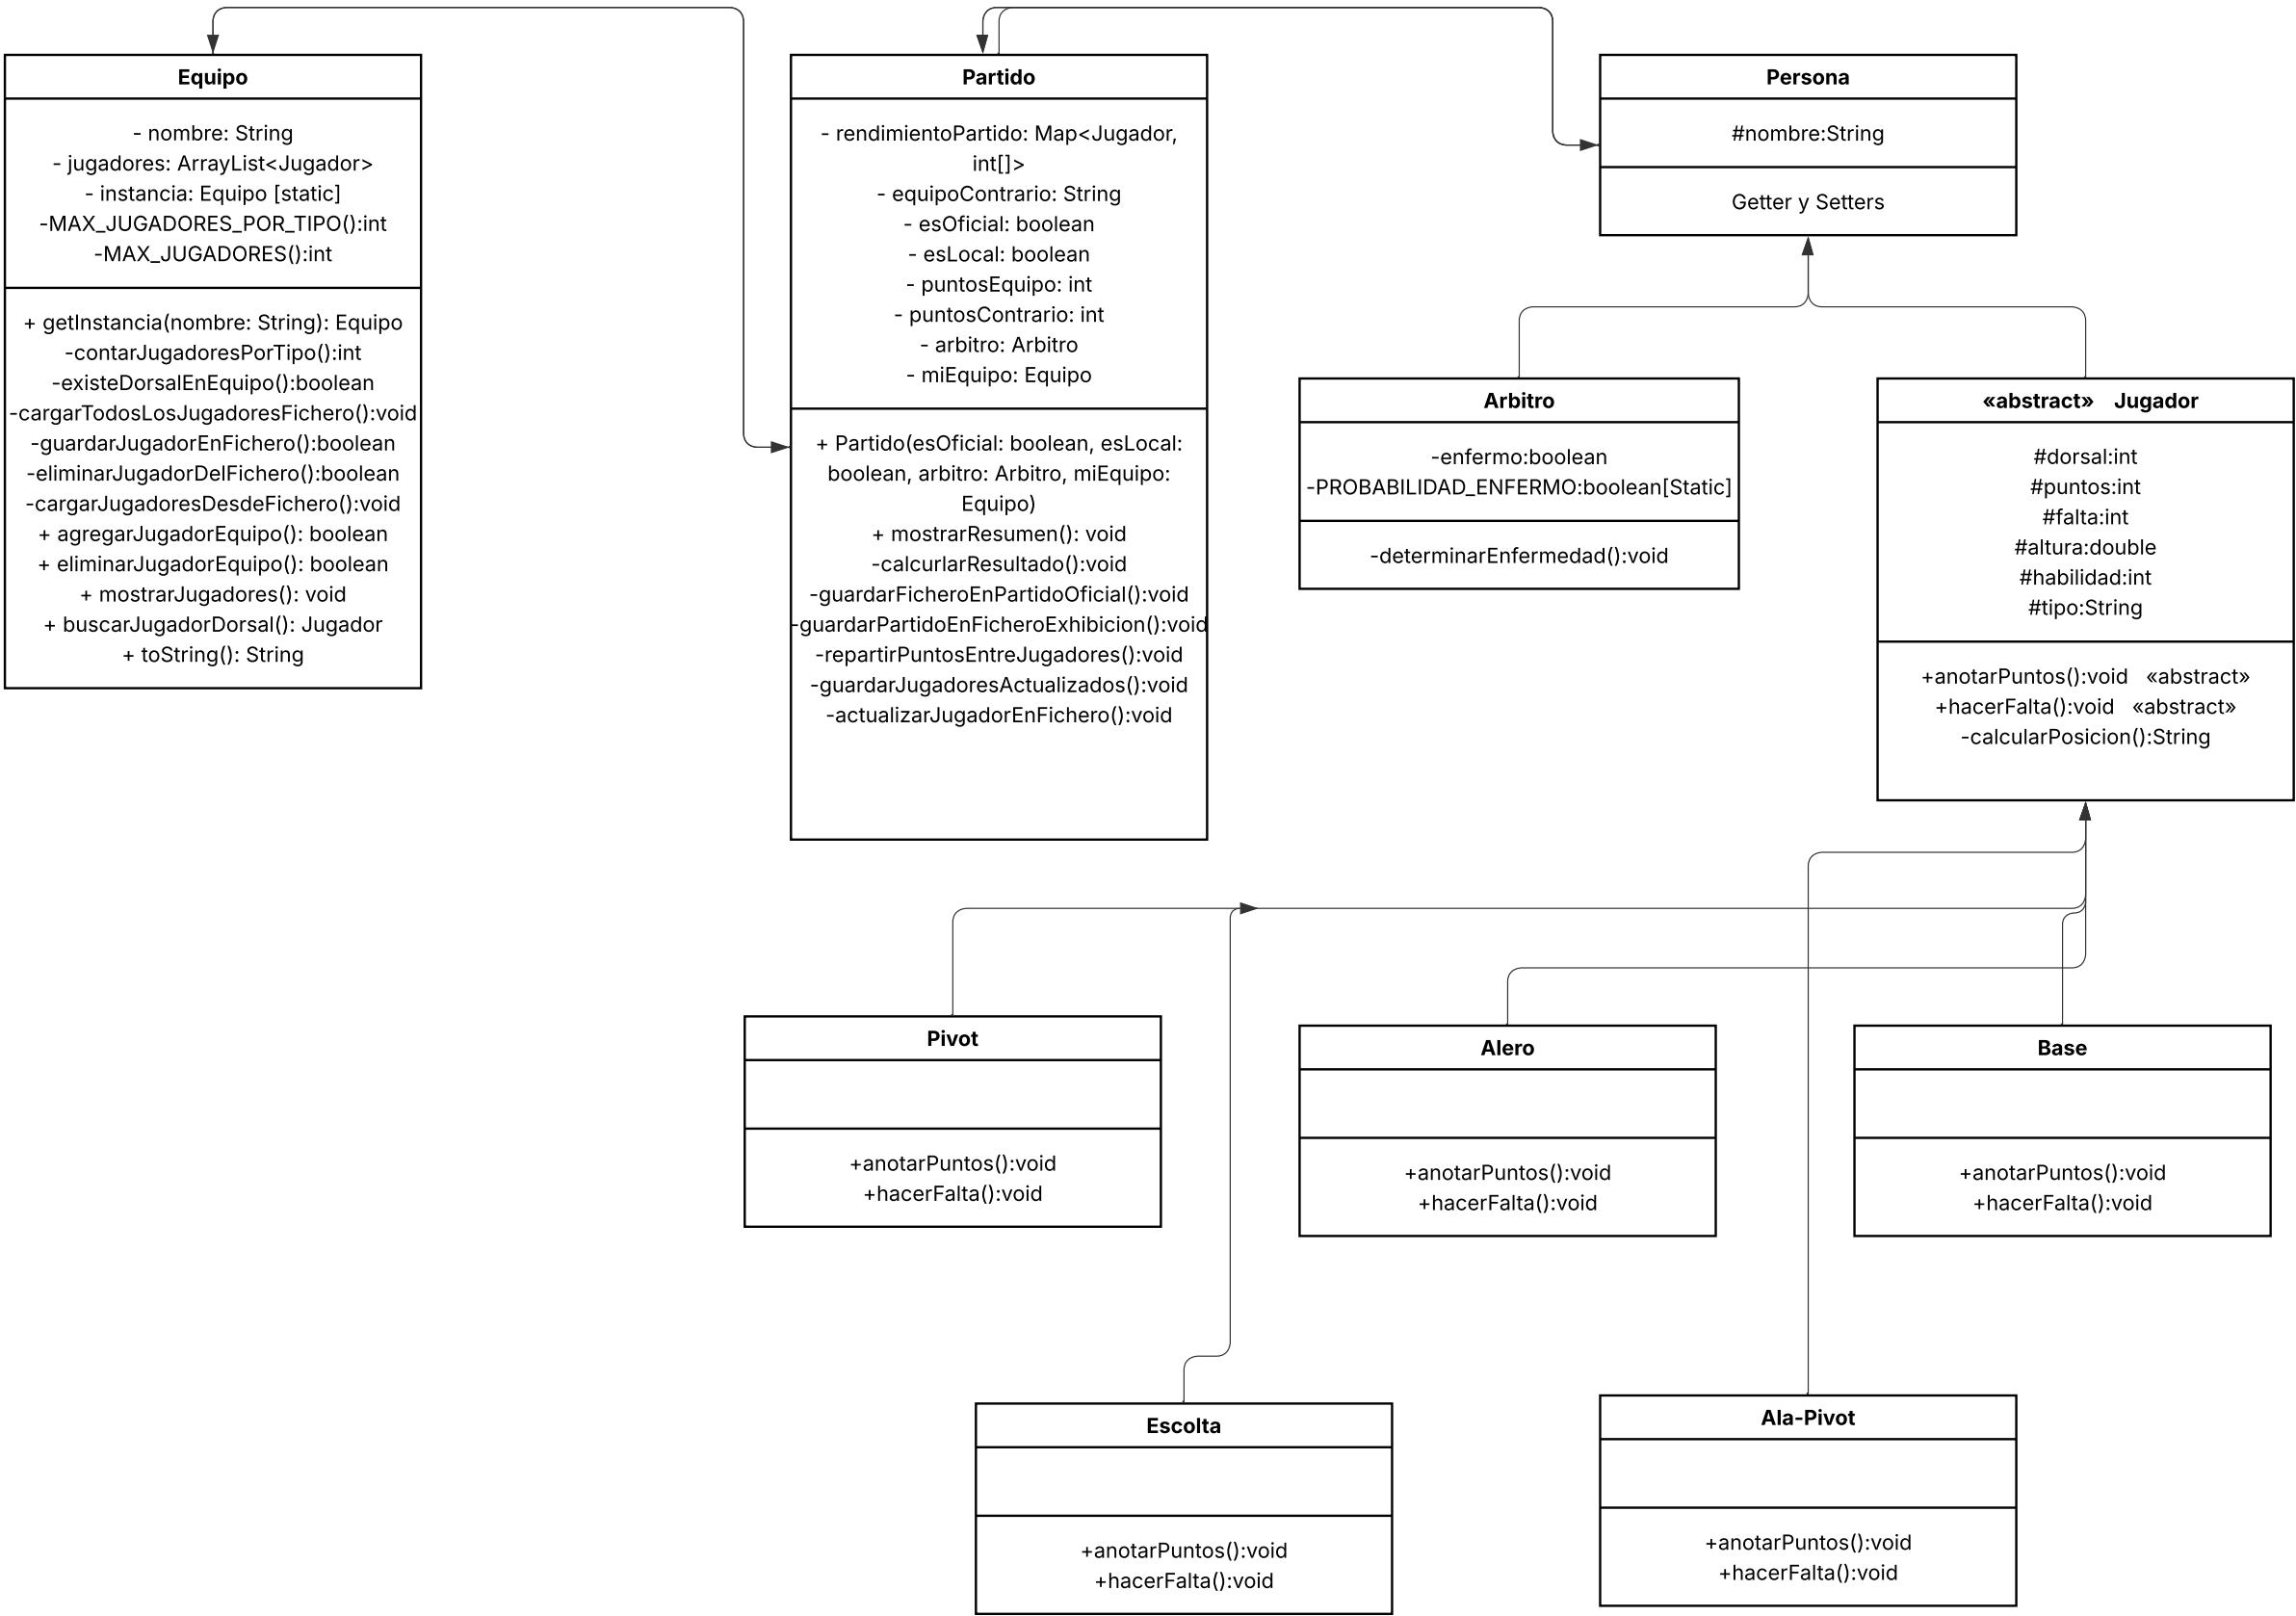 Equipo
- nombre: String
- jugadores: ArrayList<Jugador>
- instancia: Equipo [static]
-MAX_JUGADORES_POR_TIPO():int
-MAX_JUGADORES():int
+ getInstancia(nombre: String): Equipo
-contarJugadoresPorTipo():int
-existeDorsalEnEquipo():boolean
-cargarTodosLosJugadoresFichero():void
-guardarJugadorEnFichero():boolean
-eliminarJugadorDelFichero():boolean
-cargarJugadoresDesdeFichero():void
+ agregarJugadorEquipo(): boolean
+ eliminarJugadorEquipo(): boolean
+ mostrarJugadores(): void
+ buscarJugadorDorsal(): Jugador
+ toString(): String
Partido
- rendimientoPartido: Map<Jugador,
int[]>
- equipoContrario: String
- esOficial: boolean
- esLocal: boolean
- puntosEquipo: int
- puntosContrario: int
- arbitro: Arbitro
- miEquipo: Equipo
+ Partido(esOficial: boolean, esLocal:
boolean, arbitro: Arbitro, miEquipo:
Equipo)
+ mostrarResumen(): void
-calcurlarResultado():void
-guardarFicheroEnPartidoOficial():void
-guardarPartidoEnFicheroExhibicion():void
-repartirPuntosEntreJugadores():void
-guardarJugadoresActualizados():void
-actualizarJugadorEnFichero():void
Persona
#nombre:String
Getter y Setters
Arbitro
-enfermo:boolean
-PROBABILIDAD_ENFERMO:boolean[Static]
-determinarEnfermedad():void
«abstract» Jugador
#dorsal:int
#puntos:int
#falta:int
#altura:double
#habilidad:int
#tipo:String
+anotarPuntos():void «abstract»
+hacerFalta():void «abstract»
-calcularPosicion():String
Pivot
+anotarPuntos():void
+hacerFalta():void
Alero
+anotarPuntos():void
+hacerFalta():void
Base
+anotarPuntos():void
+hacerFalta():void
Escolta
+anotarPuntos():void
+hacerFalta():void
Ala-Pivot
+anotarPuntos():void
+hacerFalta():void